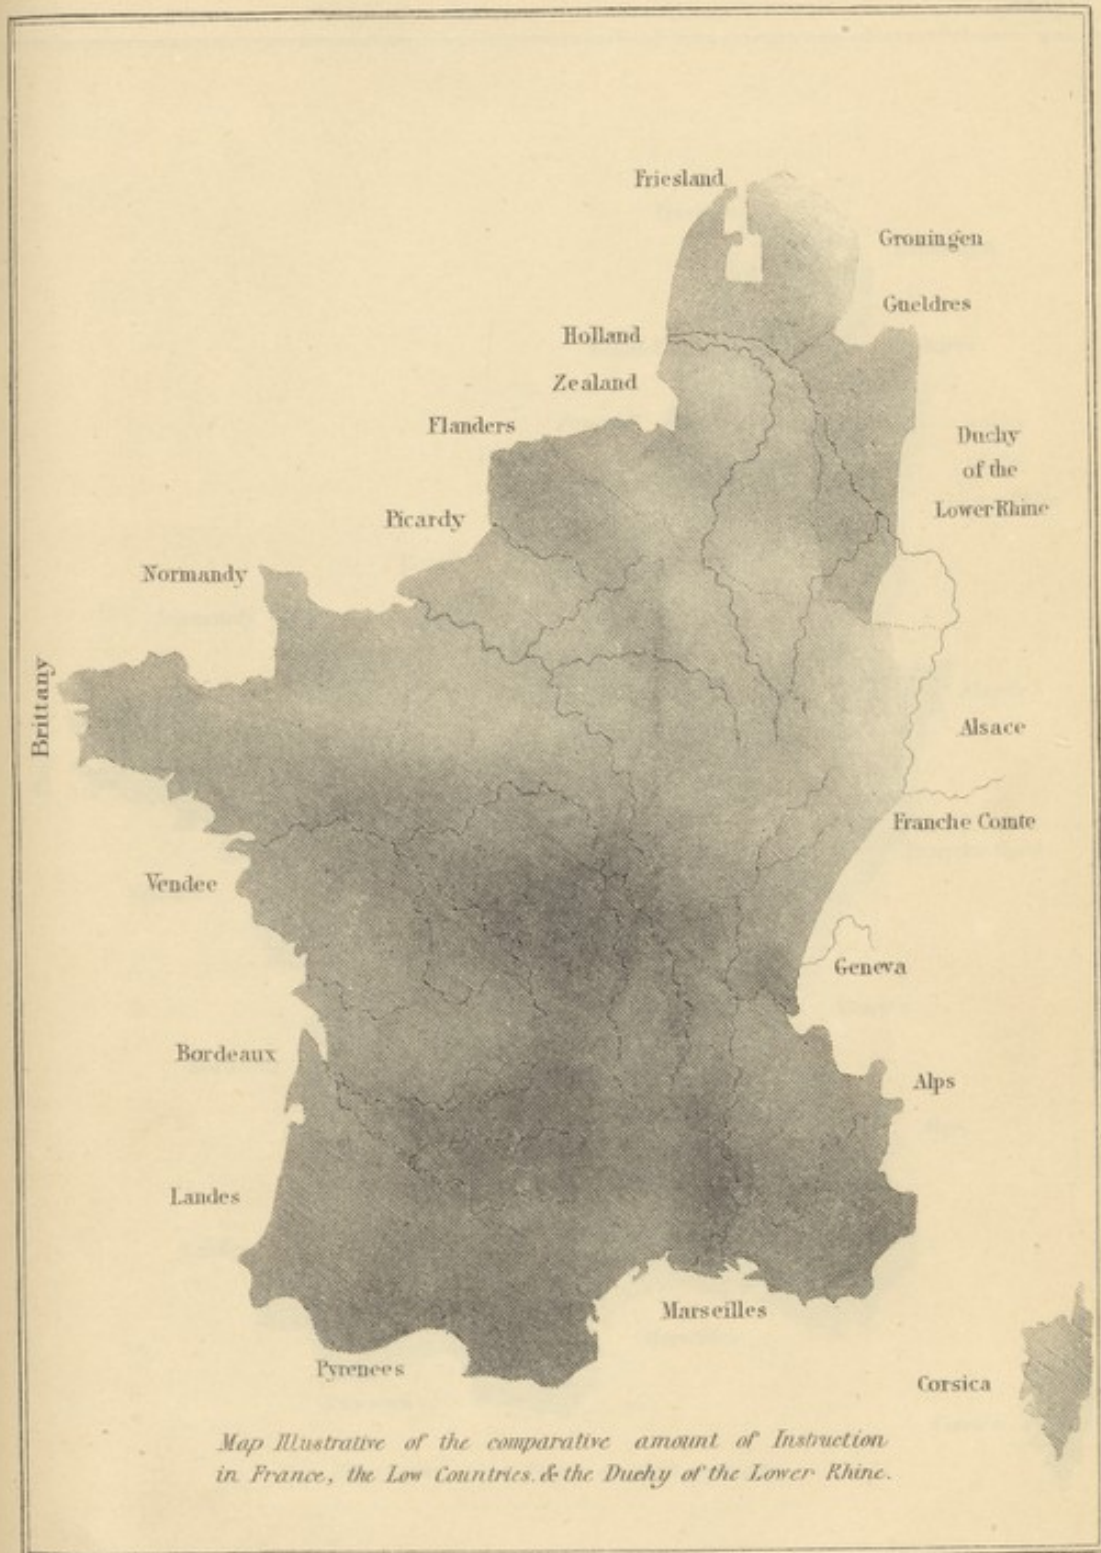 Friesland
Groningen
Gueldres
Holland
Zealand
Flanders
Duchy
of the
Lower Rhine
Picardy
Normandy
Brittany
Alsace
Franche Comte
Vendee
Geneva
Bordeaux
Alps
Landes
Marseilles
Pyrenees
Corsica
Map Illustrative of the comparative amount of Instruction
in France, the Low Countries. & the Duchy of the Lower Rhine.